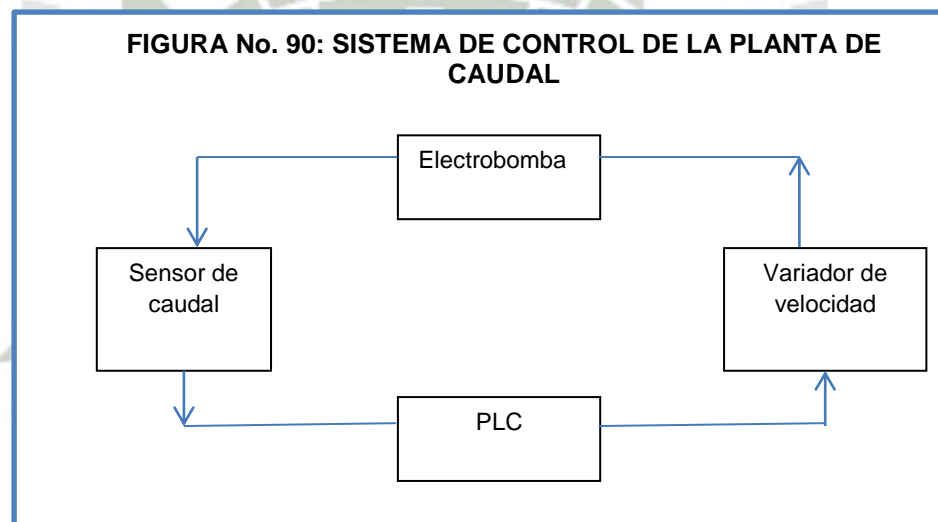 FIGURA No. 90: SISTEMA DE CONTROL DE LA PLANTA DE
CAUDAL
Electrobomba
Sensor de
caudal
Variador de
velocidad
PLC